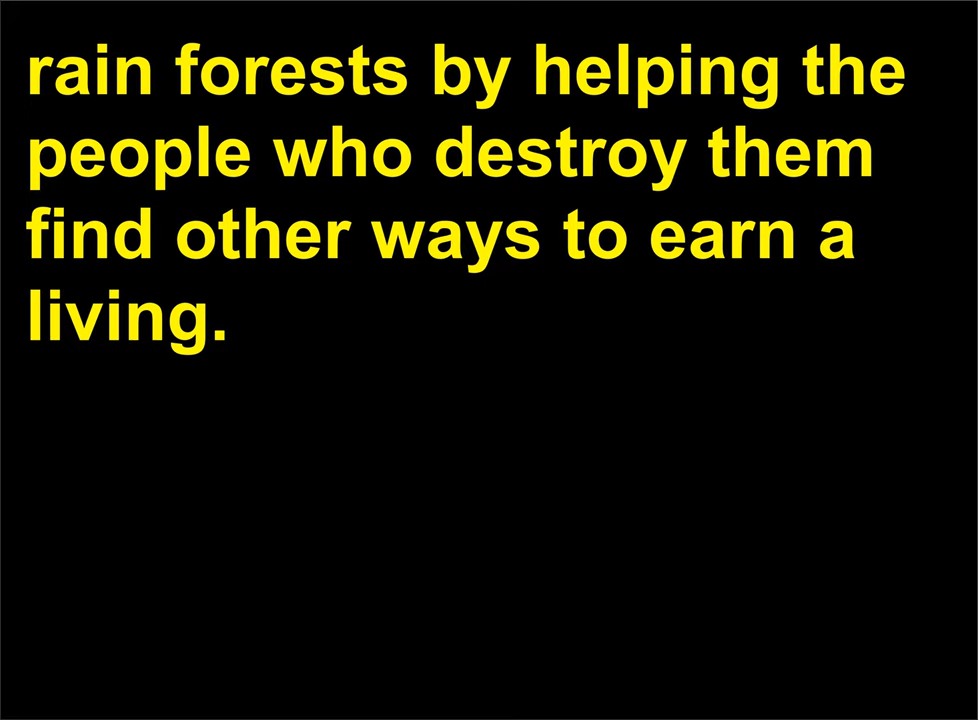 rain forests by helping the
people who destroy them
find other ways to earn a
living.